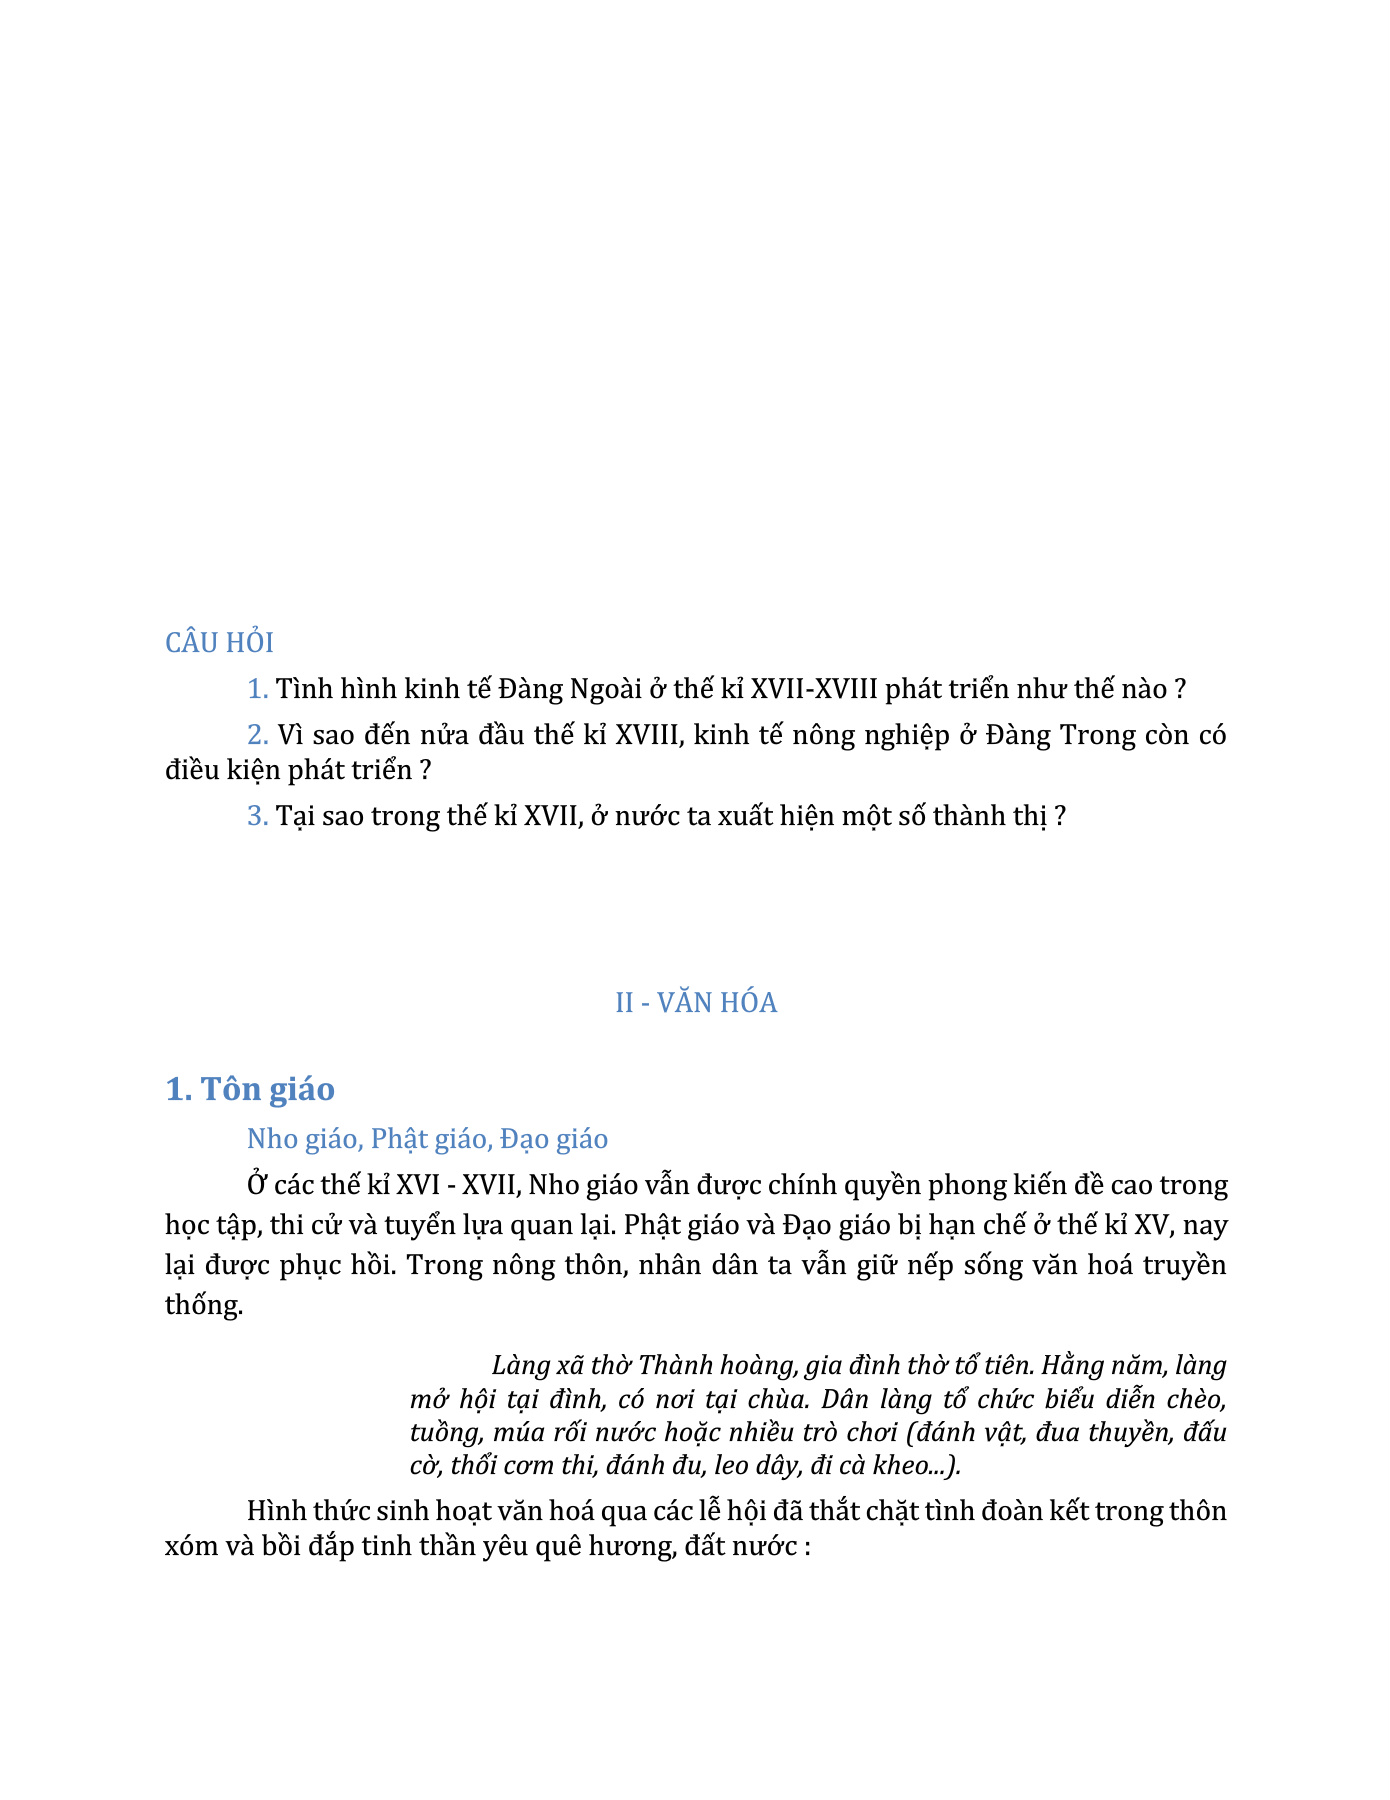 CÂU HỎI
1. Tình hình kinh tế Đàng Ngoài ở thế kỉ XVII-XVIII phát triển như thế nào ?
2. Vì sao đến nửa đầu thế kỉ XVIII, kinh tế nông nghiệp ở Đàng Trong còn có
điều kiện phát triển ?
3. Tại sao trong thế kỉ XVII, ở nước ta xuất hiện một số thành thị ?
II - VĂN HÓA
1. Tôn giáo
Nho giáo, Phật giáo, Đạo giáo
Ở các thế kỉ XVI - XVII, Nho giáo vẫn được chính quyền phong kiến đề cao trong
học tập, thi cử và tuyển lựa quan lại. Phật giáo và Đạo giáo bị hạn chế ở thế kỉ XV, nay
lại được phục hồi. Trong nông thôn, nhân dân ta vẫn giữ nếp sống văn hoá truyền
thống.
Làng xã thờ Thành hoàng, gia đình thờ tổ tiên. Hằng năm, làng
mở hội tại đình, có nơi tại chùa. Dân làng tổ chức biểu diễn chèo,
tuồng, múa rối nước hoặc nhiều trò chơi (đánh vật, đua thuyền, đấu
cờ, thổi cơm thi, đánh đu, leo dây, đi cà kheo...).
Hình thức sinh hoạt văn hoá qua các lễ hội đã thắt chặt tình đoàn kết trong thôn
xóm và bồi đắp tinh thần yêu quê hương, đất nước :